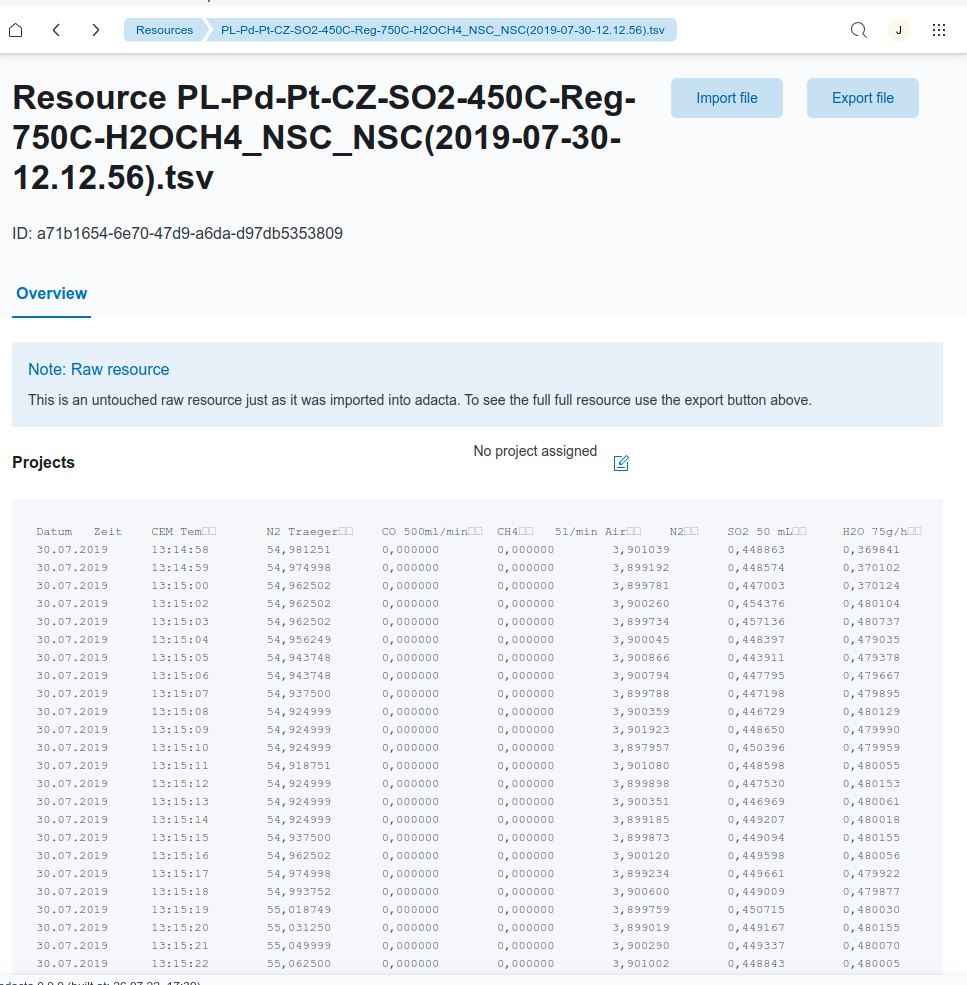 Resources PL-Pd-Pt-CZ-SO2-450C-Reg-750C-H2OCH4_NSC_NSC(2019-07-30-12.12.56).tsv J
Resource PL-Pd-Pt-CZ-SO2-450C-Reg-
750C-H2OCH4_NSC_NSC(2019-07-30-
12.12.56).tsv
Import file Export file
ID: a71b1654-6e70-47d9-a6da-d97db5353809
Overview
Note: Raw resource
This is an untouched raw resource just as it was imported into adacta. To see the full full resource use the export button above.
Projects No project assigned
Datum Zeit CEM Tem□□ N2 Traeger□□ CO 500ml/min□□ CH4□□ 5l/min Air□□ N2□□ SO2 50 mL□□ H2O 75g/h□□
30.07.2019 13:14:58 54,981251 0,000000 0,000000 3,901039 0,448863 0,369841
30.07.2019 13:14:59 54,974998 0,000000 0,000000 3,899192 0,448574 0,370102
30.07.2019 13:15:00 54,962502 0,000000 0,000000 3,899781 0,447003 0,370124
30.07.2019 13:15:02 54,962502 0,000000 0,000000 3,900260 0,454376 0,480104
30.07.2019 13:15:03 54,962502 0,000000 0,000000 3,899734 0,457136 0,480737
30.07.2019 13:15:04 54,956249 0,000000 0,000000 3,900045 0,448397 0,479035
30.07.2019 13:15:05 54,943748 0,000000 0,000000 3,900866 0,443911 0,479378
30.07.2019 13:15:06 54,943748 0,000000 0,000000 3,900794 0,447795 0,479667
30.07.2019 13:15:07 54,937500 0,000000 0,000000 3,899788 0,447198 0,479895
30.07.2019 13:15:08 54,924999 0,000000 0,000000 3,900359 0,446729 0,480129
30.07.2019 13:15:09 54,924999 0,000000 0,000000 3,901923 0,448650 0,479990
30.07.2019 13:15:10 54,924999 0,000000 0,000000 3,897957 0,450396 0,479959
30.07.2019 13:15:11 54,918751 0,000000 0,000000 3,901080 0,448598 0,480055
30.07.2019 13:15:12 54,924999 0,000000 0,000000 3,899898 0,447530 0,480153
30.07.2019 13:15:13 54,924999 0,000000 0,000000 3,900351 0,446969 0,480061
30.07.2019 13:15:14 54,924999 0,000000 0,000000 3,899185 0,449207 0,480018
30.07.2019 13:15:15 54,937500 0,000000 0,000000 3,899873 0,449094 0,480155
30.07.2019 13:15:16 54,962502 0,000000 0,000000 3,900120 0,449598 0,480056
30.07.2019 13:15:17 54,974998 0,000000 0,000000 3,899234 0,449661 0,479922
30.07.2019 13:15:18 54,993752 0,000000 0,000000 3,900600 0,449009 0,479877
30.07.2019 13:15:19 55,018749 0,000000 0,000000 3,899759 0,450715 0,480030
30.07.2019 13:15:20 55,031250 0,000000 0,000000 3,899019 0,449167 0,480155
30.07.2019 13:15:21 55,049999 0,000000 0,000000 3,900290 0,449337 0,480070
30.07.2019 13:15:22 55,062500 0,000000 0,000000 3,901002 0,448843 0,480005